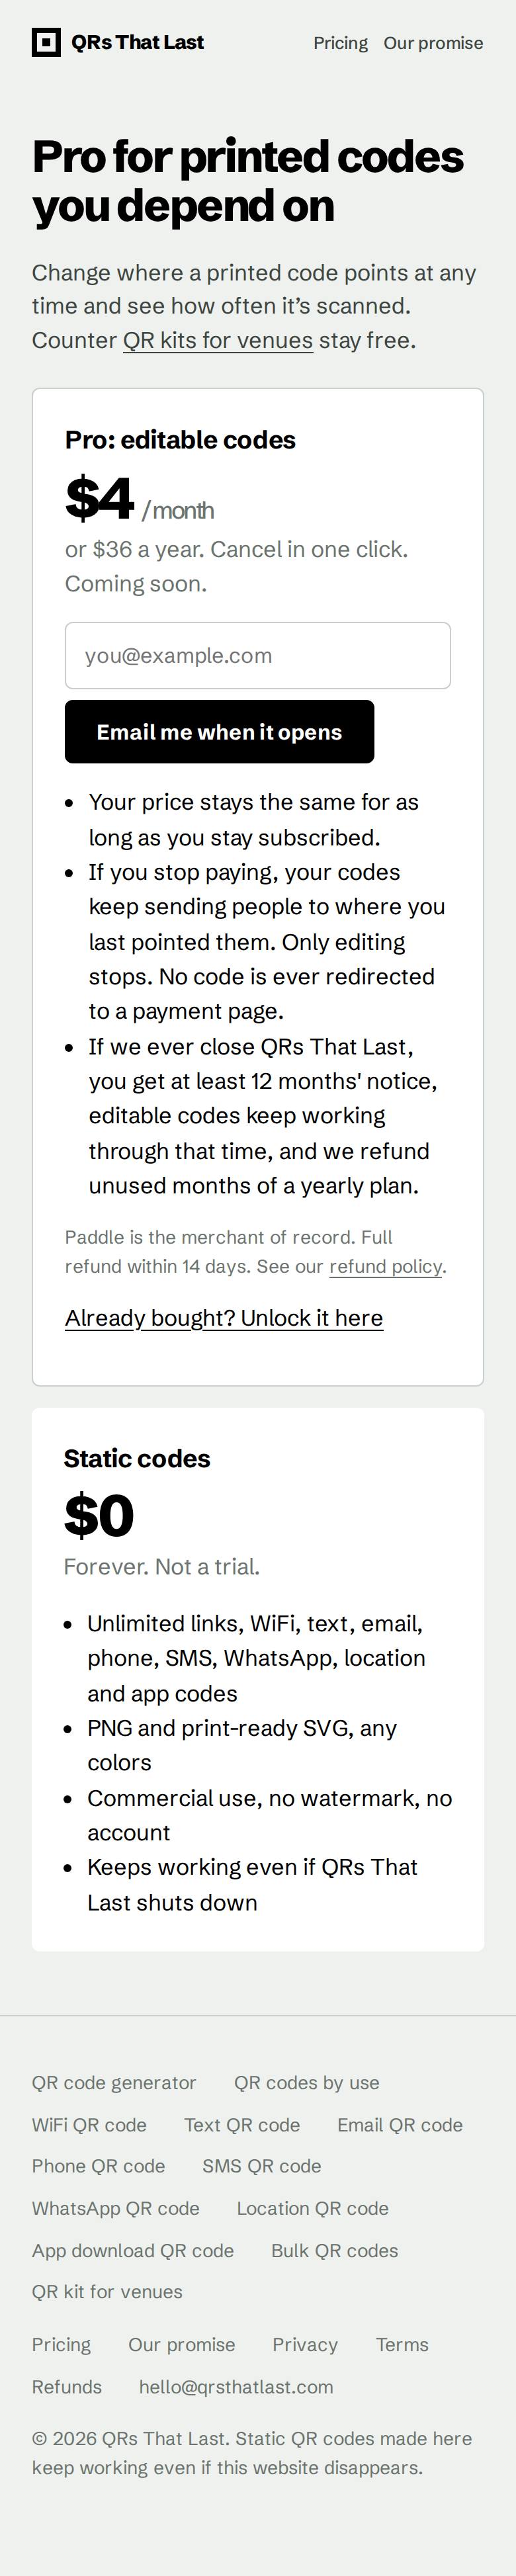 QRs That Last
Pricing Our promise
Pro for printed codes
you depend on
Change where a printed code points at any
time and see how often it’s scanned.
Counter QR kits for venues stay free.
Pro: editable codes
$4 /month
or $36 a year. Cancel in one click.
Coming soon.
you@example.com
Email me when it opens
• Your price stays the same for as
long as you stay subscribed.
• If you stop paying, your codes
keep sending people to where you
last pointed them. Only editing
stops. No code is ever redirected
to a payment page.
• If we ever close QRs That Last,
you get at least 12 months' notice,
editable codes keep working
through that time, and we refund
unused months of a yearly plan.
Paddle is the merchant of record. Full
refund within 14 days. See our refund policy.
Already bought? Unlock it here
Static codes
$0
Forever. Not a trial.
• Unlimited links, WiFi, text, email,
phone, SMS, WhatsApp, location
and app codes
• PNG and print-ready SVG, any
colors
• Commercial use, no watermark, no
account
• Keeps working even if QRs That
Last shuts down
QR code generator QR codes by use
WiFi QR code Text QR code Email QR code
Phone QR code SMS QR code
WhatsApp QR code Location QR code
App download QR code Bulk QR codes
QR kit for venues
Pricing Our promise Privacy Terms
Refunds hello@qrsthatlast.com
© 2026 QRs That Last. Static QR codes made here
keep working even if this website disappears.